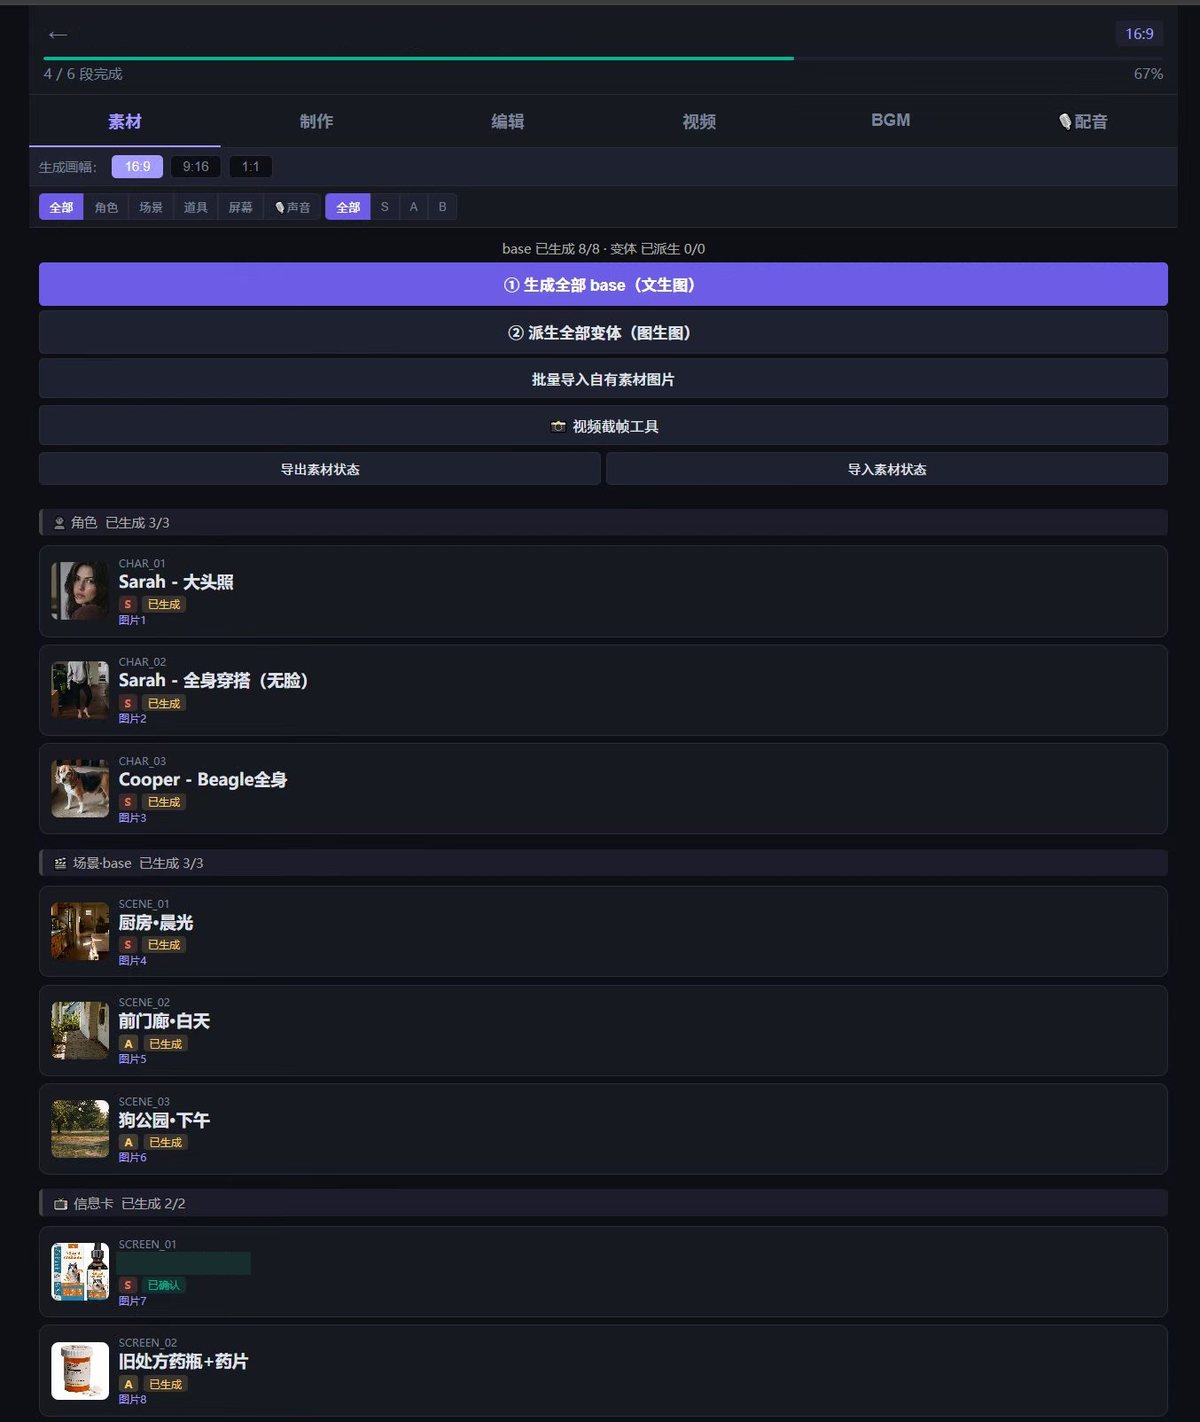 ←
16:9
4 / 6 段完成
67%
素材
制作
编辑
视频
BGM
配音
生成画幅：
16:9
9:16
1:1
全部
角色
场景
道具
屏幕
声音
全部
S
A
B
base 已生成 8/8 · 变体 已派生 0/0
① 生成全部 base（文生图）
② 派生全部变体（图生图）
批量导入自有素材图片
视频截帧工具
导出素材状态
导入素材状态
角色 已生成 3/3
CHAR_01
Sarah - 大头照
S 已生成
图片1
CHAR_02
Sarah - 全身穿搭（无脸）
S 已生成
图片2
CHAR_03
Cooper - Beagle全身
S 已生成
图片3
场景·base 已生成 3/3
SCENE_01
厨房·晨光
S 已生成
图片4
SCENE_02
前门廊·白天
A 已生成
图片5
SCENE_03
狗公园·下午
A 已生成
图片6
信息卡 已生成 2/2
SCREEN_01
S 已确认
图片7
SCREEN_02
旧处方药瓶+药片
A 已生成
图片8